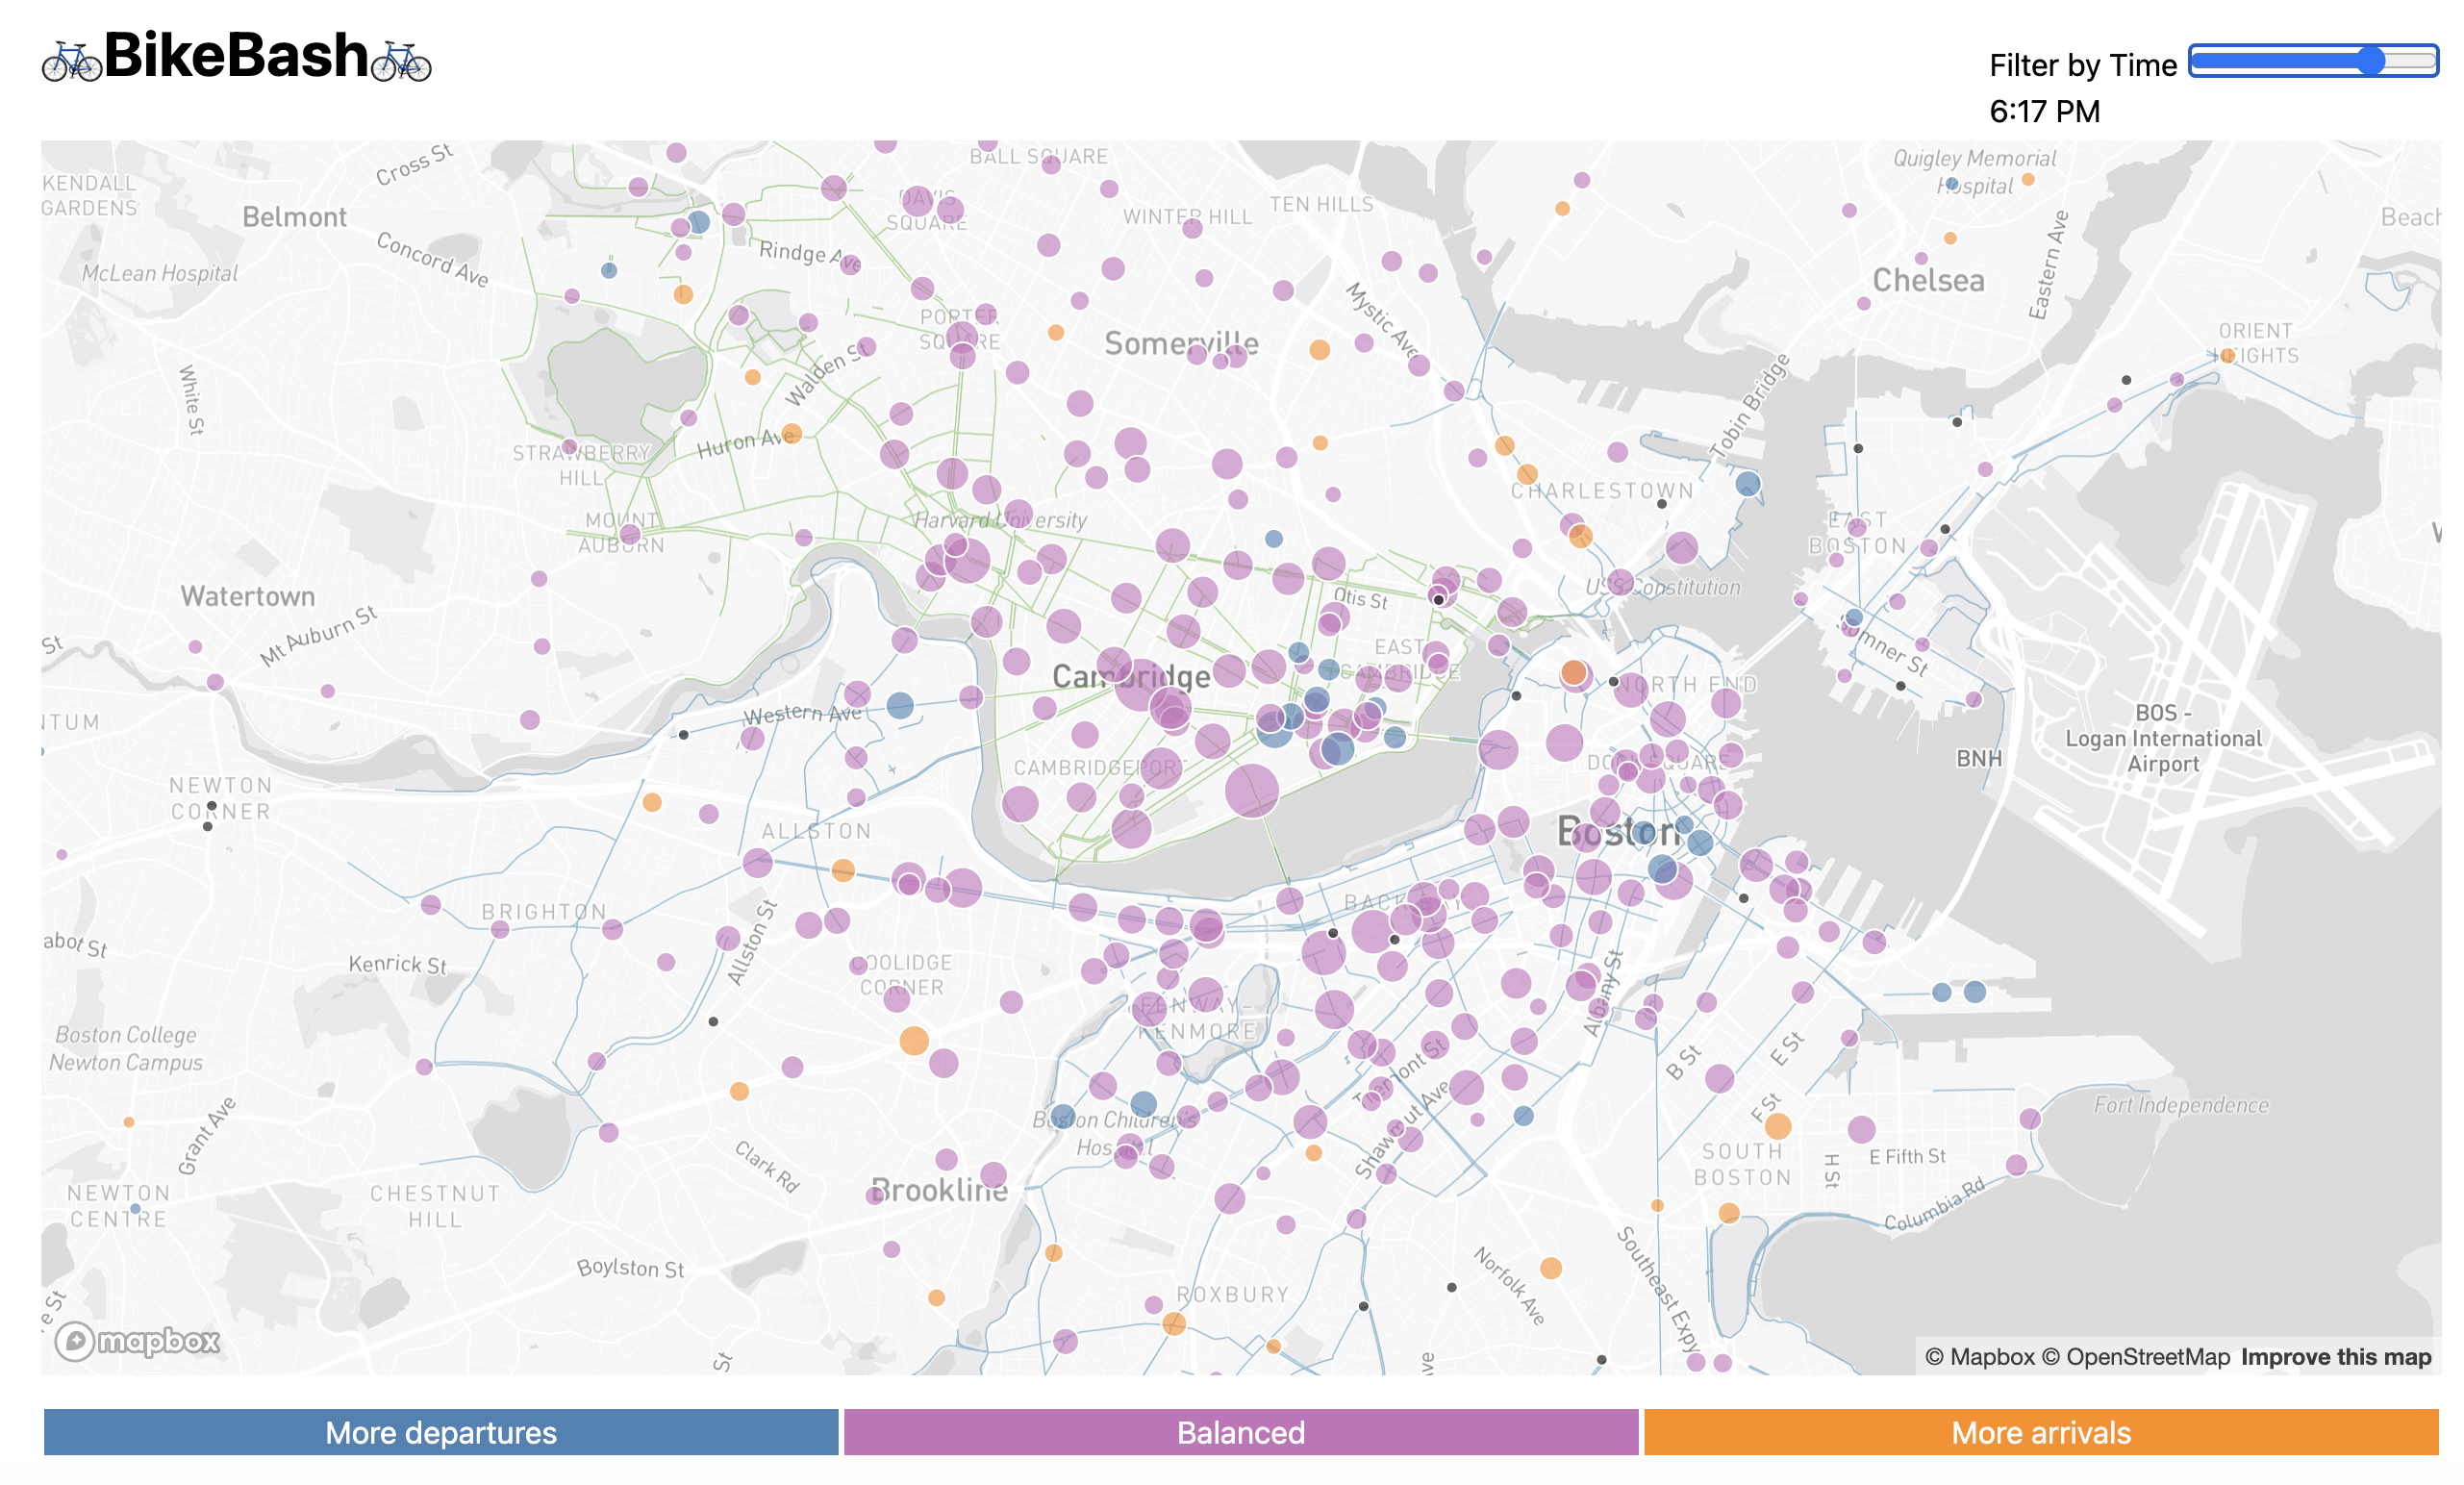 🚲BikeBash🚲
Filter by Time
6:17 PM
Cross St
BALL SQUARE
Quigley Memorial
Hospital
KENDALL
GARDENS
Belmont
DAVIS
SQUARE
WINTER HILL
TEN HILLS
Beach
Concord Ave
Rindge Ave
McLean Hospital
Eastern Ave
Chelsea
Mystic Ave
PORTER
SQUARE
Somerville
ORIENT
HEIGHTS
White St
Walden St
Tobin Bridge
Huron Ave
STRAWBERRY
HILL
CHARLESTOWN
MOUNT
AUBURN
Harvard University
EAST
BOSTON
Watertown
Otis St
USS Constitution
St
Mt Auburn St
EAST
CAMBRIDGE
Sumner St
Cambridge
NORTH END
NTUM
Western Ave
BOS -
Logan International
Airport
BNH
NEWTON
CORNER
CAMBRIDGEPORT
DOCK SQUARE
ALLSTON
Boston
BRIGHTON
BACK BAY
Allston St
abot St
Kenrick St
COOLIDGE
CORNER
Albany St
FENWAY-
KENMORE
Boston College
Newton Campus
Tremont St
B St
E St
F St
Grant Ave
Boston Children's
Hospital
Shawmut Ave
Fort Independence
SOUTH
BOSTON
H St
E Fifth St
Clark Rd
NEWTON
CENTRE
CHESTNUT
HILL
Brookline
Columbia Rd
Boylston St
Southeast Expy
Norfolk Ave
ROXBURY
e St
mapbox
St
ve
© Mapbox © OpenStreetMap Improve this map
More departures
Balanced
More arrivals